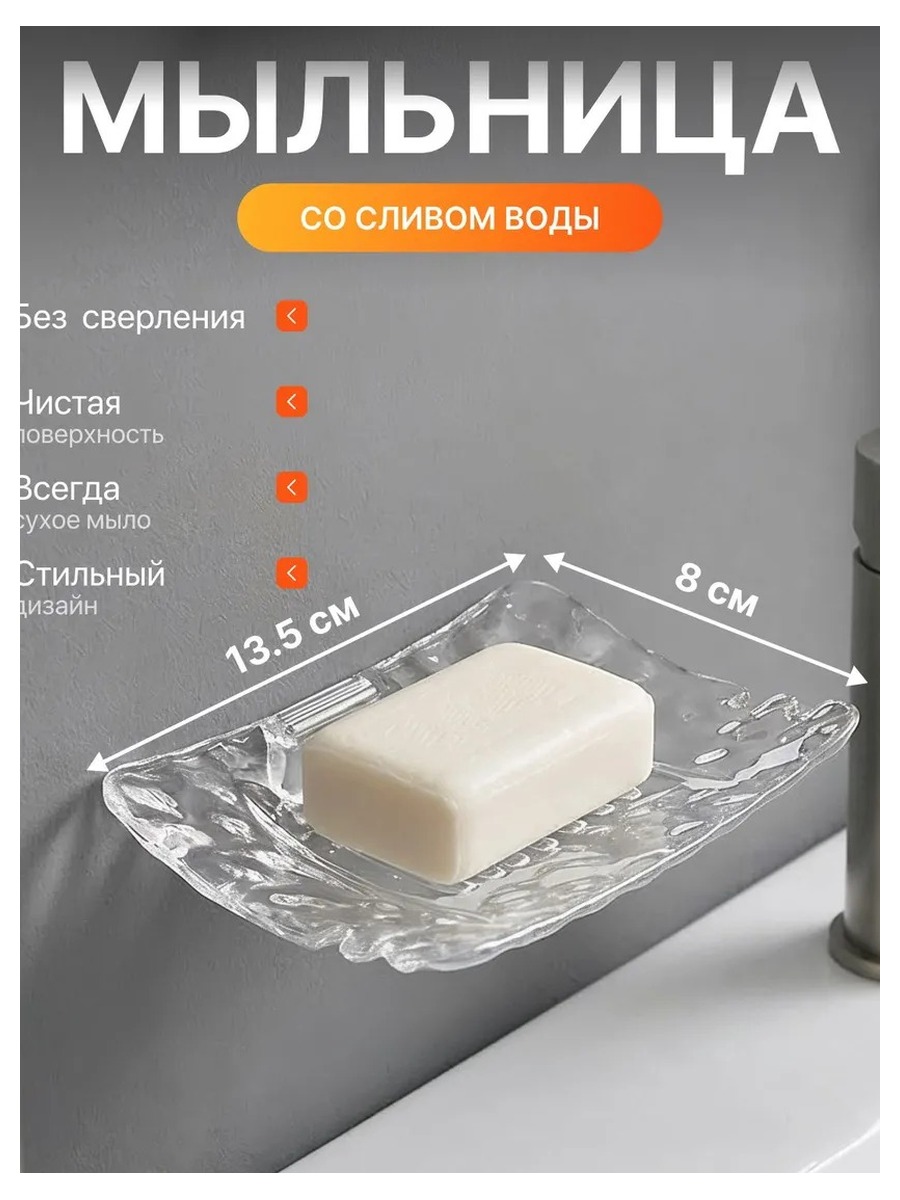 МЫЛЬНИЦА
СО СЛИВОМ ВОДЫ
Без сверления
Чистая
поверхность
Всегда
сухое мыло
Стильный
дизайн
13.5 см
8 см